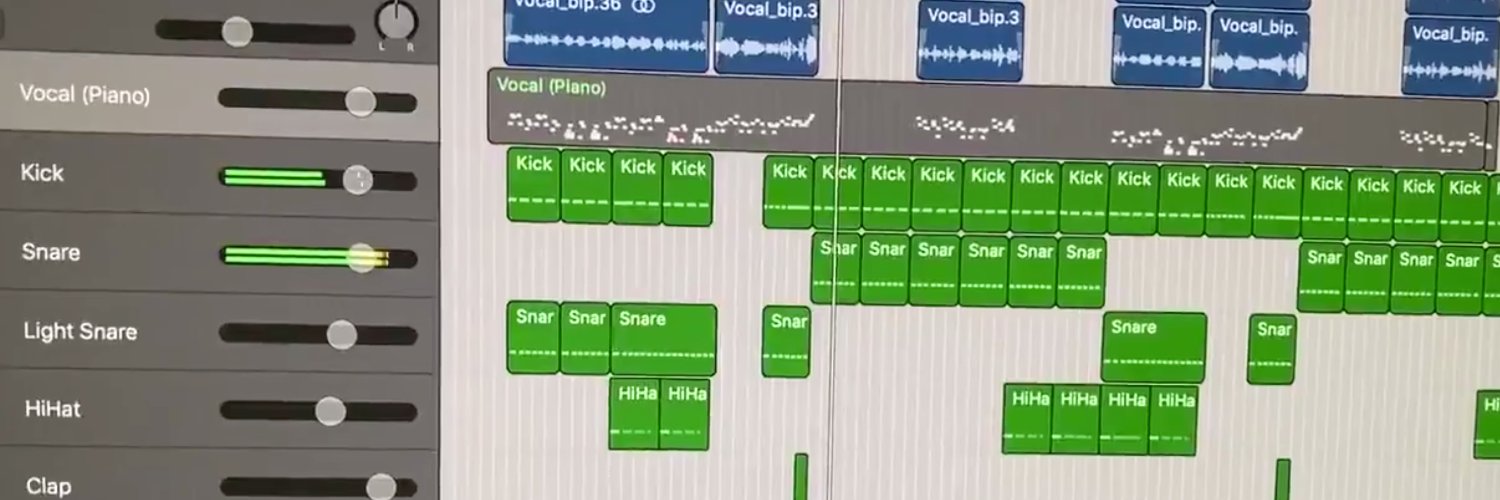 Vocal_bip.36 Vocal_bip.3 Vocal_bip.3 Vocal_bip. Vocal_bip. Vocal_bip.
L R
Vocal (Piano) Vocal (Piano)
Kick Kick Kick Kick Kick Kick Kick Kick Kick Kick Kick Kick Kick Kick Kick Kick Kick Kick Kick Kick
Snare Snar Snar Snar Snar Snar Snar Snar Snar Snar Snar S
Light Snare Snar Snar Snare Snar Snare Snar
HiHat HiHa HiHa HiHa HiHa HiHa HiHa Hi
Clap